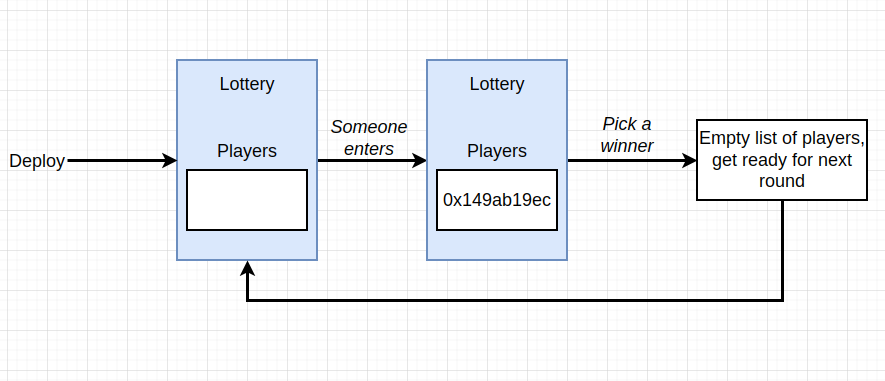 Deploy
Lottery
Players
Someone
enters
Lottery
Players
0x149ab19ec
Pick a
winner
Empty list of players,
get ready for next
round